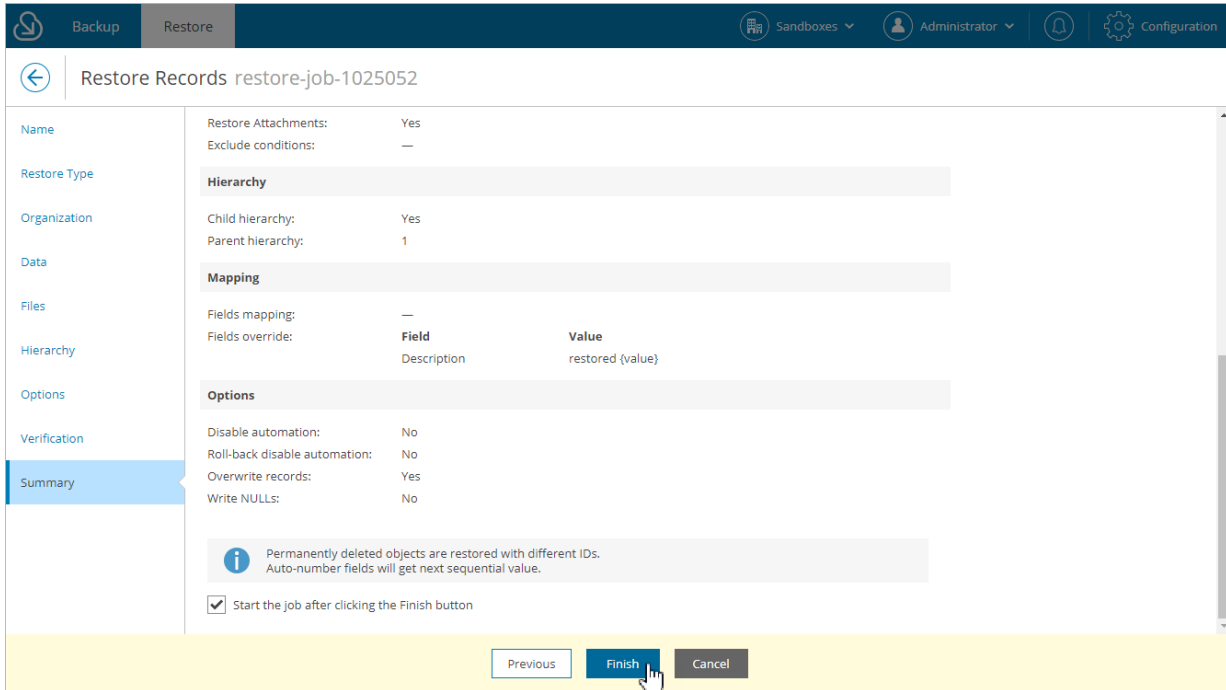 Backup Restore Sandboxes Administrator Configuration
Restore Records restore-job-1025052
Name
Restore Type
Organization
Data
Files
Hierarchy
Options
Verification
Summary
Restore Attachments: Yes
Exclude conditions: —
Hierarchy
Child hierarchy: Yes
Parent hierarchy: 1
Mapping
Fields mapping: —
Fields override: Field Value
Description restored {value}
Options
Disable automation: No
Roll-back disable automation: No
Overwrite records: Yes
Write NULLs: No
Permanently deleted objects are restored with different IDs.
Auto-number fields will get next sequential value.
Start the job after clicking the Finish button
Previous Finish Cancel